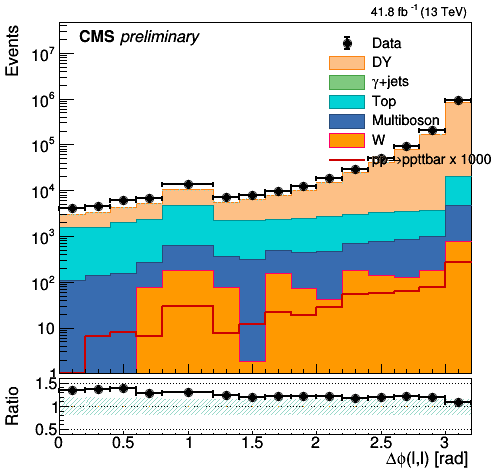 41.8 fb⁻¹ (13 TeV)
CMS preliminary
Events
10⁷
10⁶
10⁵
10⁴
10³
10²
10
1
Data
DY
γ+jets
Top
Multiboson
W
pp→pptt̄bar x 1000
Ratio
1.5
1
0.5
0 0.5 1 1.5 2 2.5 3
Δϕ(l,l) [rad]